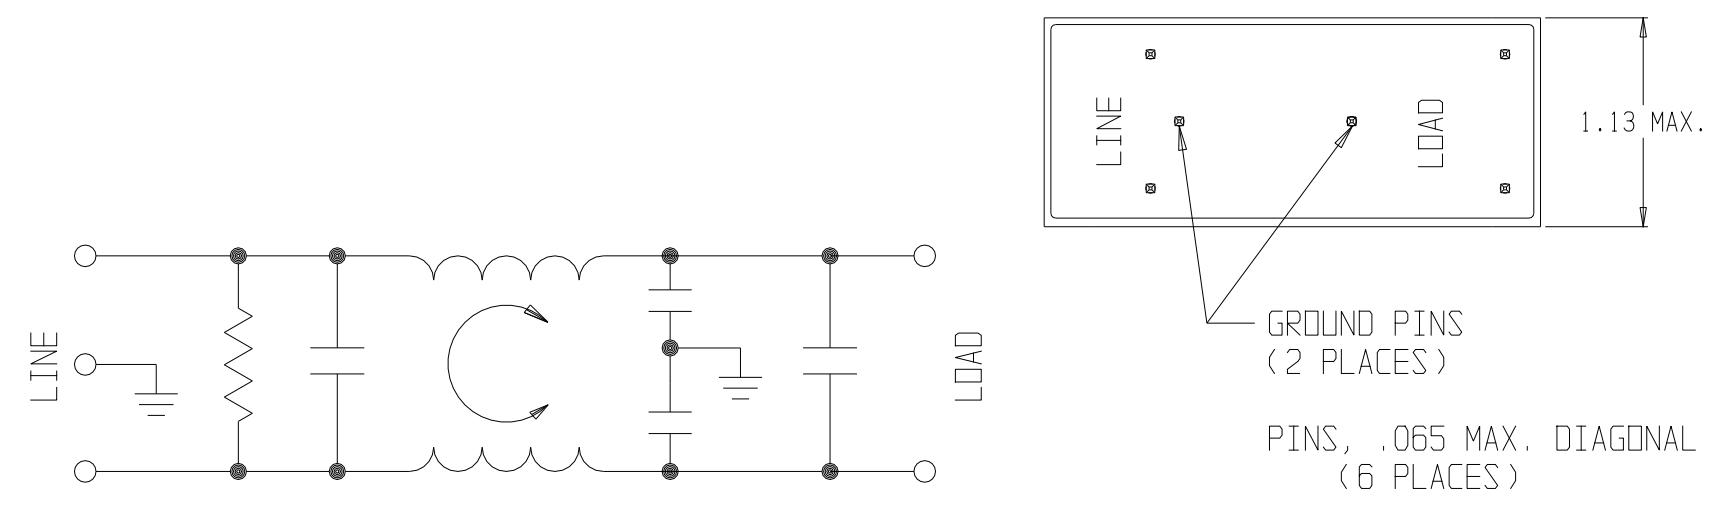 LINE
LOAD
LINE
LOAD
1.13 MAX.
GROUND PINS
(2 PLACES)
PINS, .065 MAX. DIAGONAL
(6 PLACES)